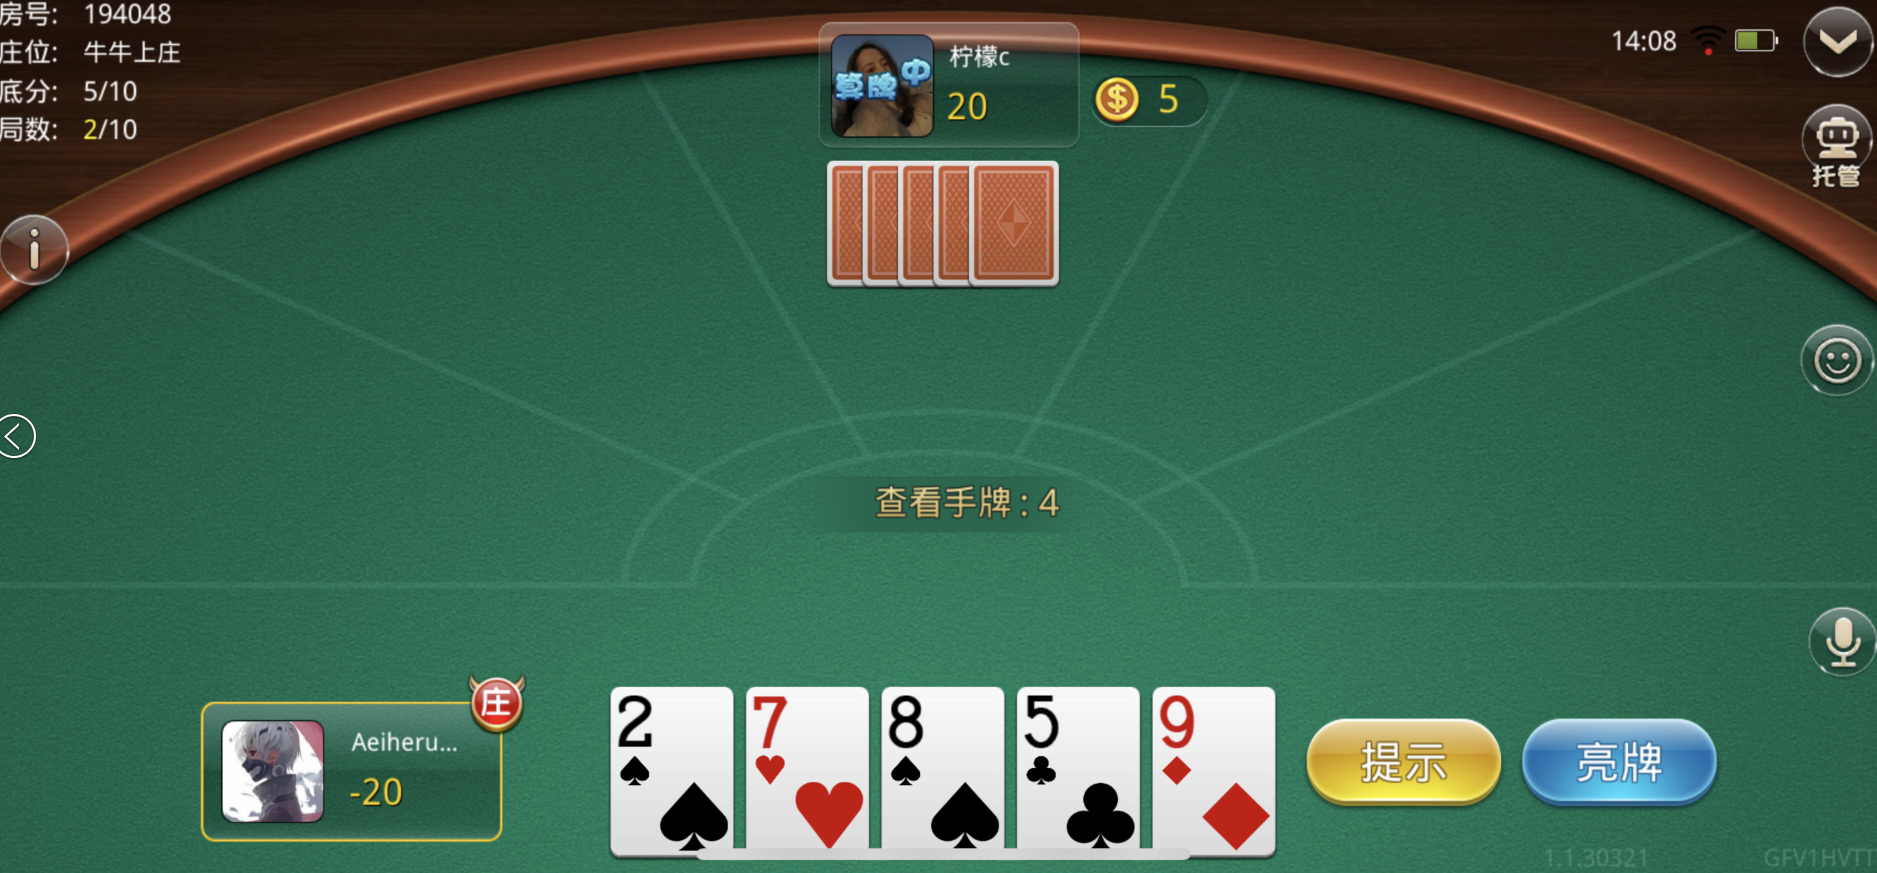 房号: 194048
庄位: 牛牛上庄
底分: 5/10
局数: 2/10
柠檬c
算牌中
20
5
14:08
托管
查看手牌：4
庄
Aeiheru...
-20
2
7
8
5
9
提示
亮牌
1.1.30321
GFV1HVTT